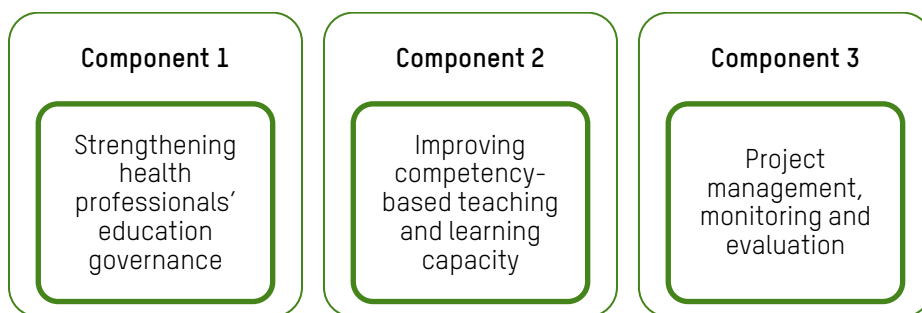 Component 1
Strengthening
health
professionals’
education
governance
Component 2
Improving
competency-
based teaching
and learning
capacity
Component 3
Project
management,
monitoring and
evaluation